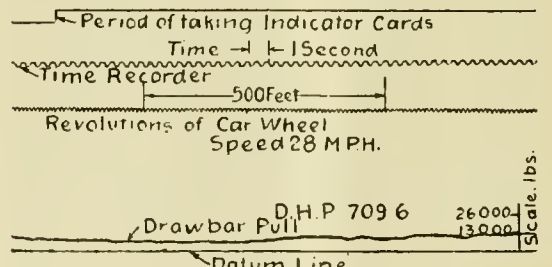 Period of taking Indicator Cards
Time 1 Second
Time Recorder
500 Feet
Revolutions of Car Wheel
Speed 28 M.P.H.
D.H.P 709 6
Drawbar Pull
26000
13000
Scale. lbs.
Datum Line